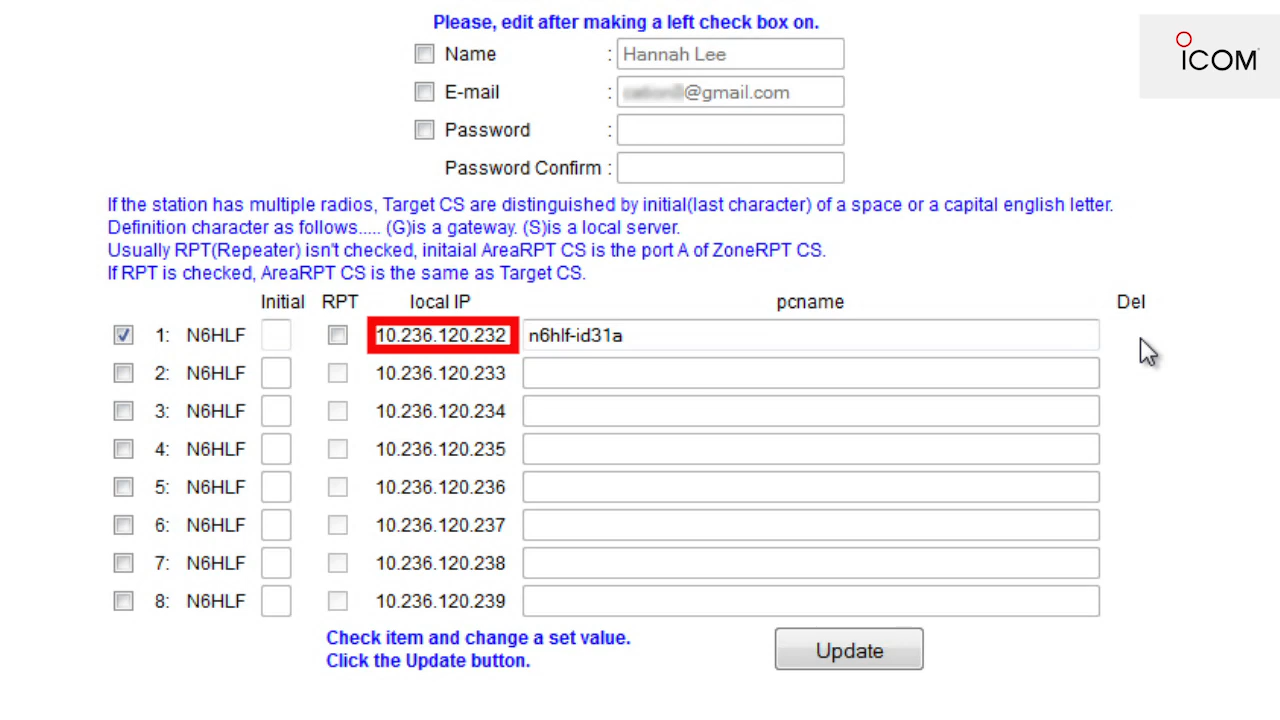 Please, edit after making a left check box on.
ICOM
Name : Hannah Lee
E-mail : @gmail.com
Password :
Password Confirm :
If the station has multiple radios, Target CS are distinguished by initial(last character) of a space or a capital english letter.
Definition character as follows..... (G)is a gateway. (S)is a local server.
Usually RPT(Repeater) isn't checked, initaial AreaRPT CS is the port A of ZoneRPT CS.
If RPT is checked, AreaRPT CS is the same as Target CS.
Initial RPT local IP pcname Del
1: N6HLF 10.236.120.232 n6hlf-id31a
2: N6HLF 10.236.120.233
3: N6HLF 10.236.120.234
4: N6HLF 10.236.120.235
5: N6HLF 10.236.120.236
6: N6HLF 10.236.120.237
7: N6HLF 10.236.120.238
8: N6HLF 10.236.120.239
Check item and change a set value.
Click the Update button.
Update